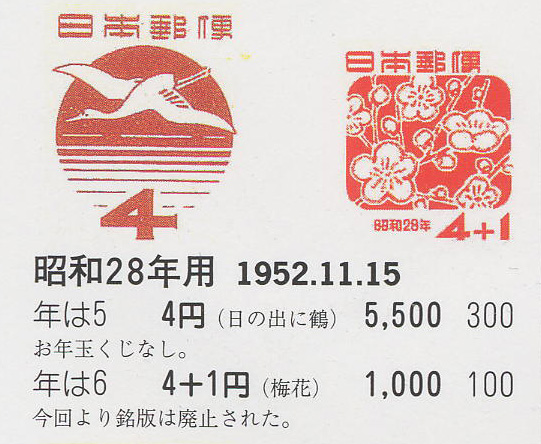 日本郵便
4
日本郵便
昭和28年 4+1
昭和28年用 1952.11.15
年は5 4円(日の出に鶴) 5,500 300
お年玉くじなし。
年は6 4+1円(梅花) 1,000 100
今回より銘版は廃止された。